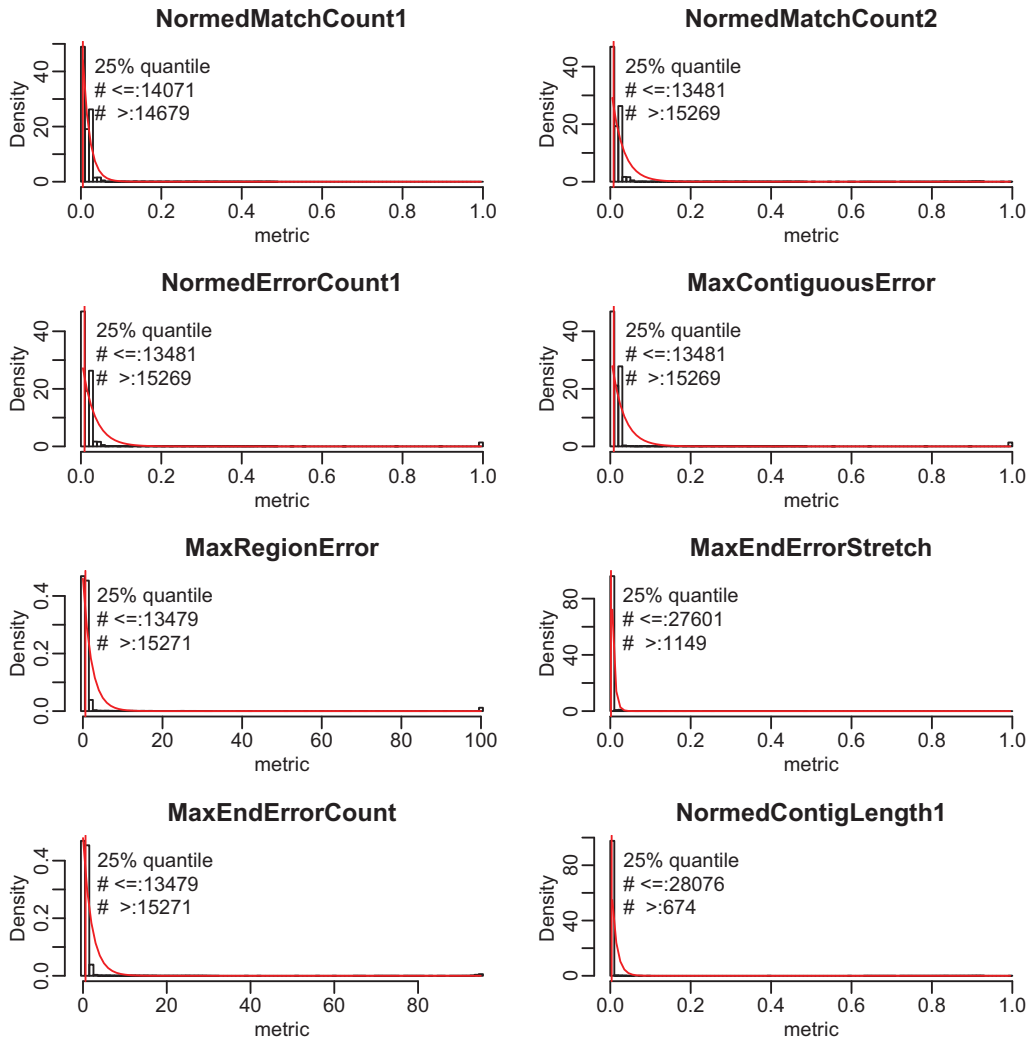 NormedMatchCount1
25% quantile
# <=:14071
# >:14679
Density
0 20 40
0.0 0.2 0.4 0.6 0.8 1.0
metric
NormedMatchCount2
25% quantile
# <=:13481
# >:15269
Density
0 20 40
0.0 0.2 0.4 0.6 0.8 1.0
metric
NormedErrorCount1
25% quantile
# <=:13481
# >:15269
Density
0 20 40
0.0 0.2 0.4 0.6 0.8 1.0
metric
MaxContiguousError
25% quantile
# <=:13481
# >:15269
Density
0 20 40
0.0 0.2 0.4 0.6 0.8 1.0
metric
MaxRegionError
25% quantile
# <=:13479
# >:15271
Density
0.0 0.2 0.4
0 20 40 60 80 100
metric
MaxEndErrorStretch
25% quantile
# <=:27601
# >:1149
Density
0 40 80
0.0 0.2 0.4 0.6 0.8 1.0
metric
MaxEndErrorCount
25% quantile
# <=:13479
# >:15271
Density
0.0 0.2 0.4
0 20 40 60 80
metric
NormedContigLength1
25% quantile
# <=:28076
# >:674
Density
0 40 80
0.0 0.2 0.4 0.6 0.8 1.0
metric